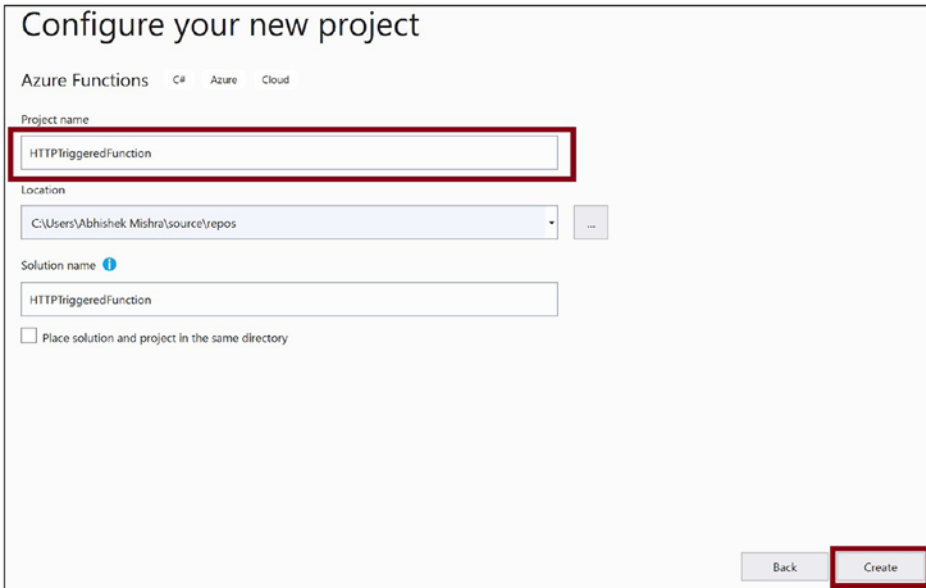 Configure your new project
Azure Functions C# Azure Cloud
Project name
HTTPTriggeredFunction
Location
C:\Users\Abhishek Mishra\source\repos
...
Solution name
HTTPTriggeredFunction
Place solution and project in the same directory
Back Create